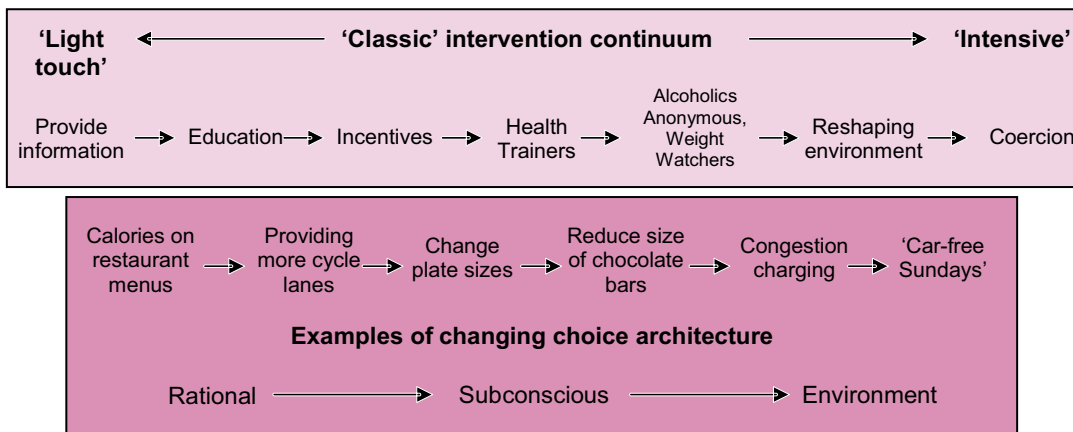 ‘Light touch’
‘Classic’ intervention continuum
‘Intensive’
Provide information
Education
Incentives
Health Trainers
Alcoholics Anonymous, Weight Watchers
Reshaping environment
Coercion
Calories on restaurant menus
Providing more cycle lanes
Change plate sizes
Reduce size of chocolate bars
Congestion charging
‘Car-free Sundays’
Examples of changing choice architecture
Rational
Subconscious
Environment